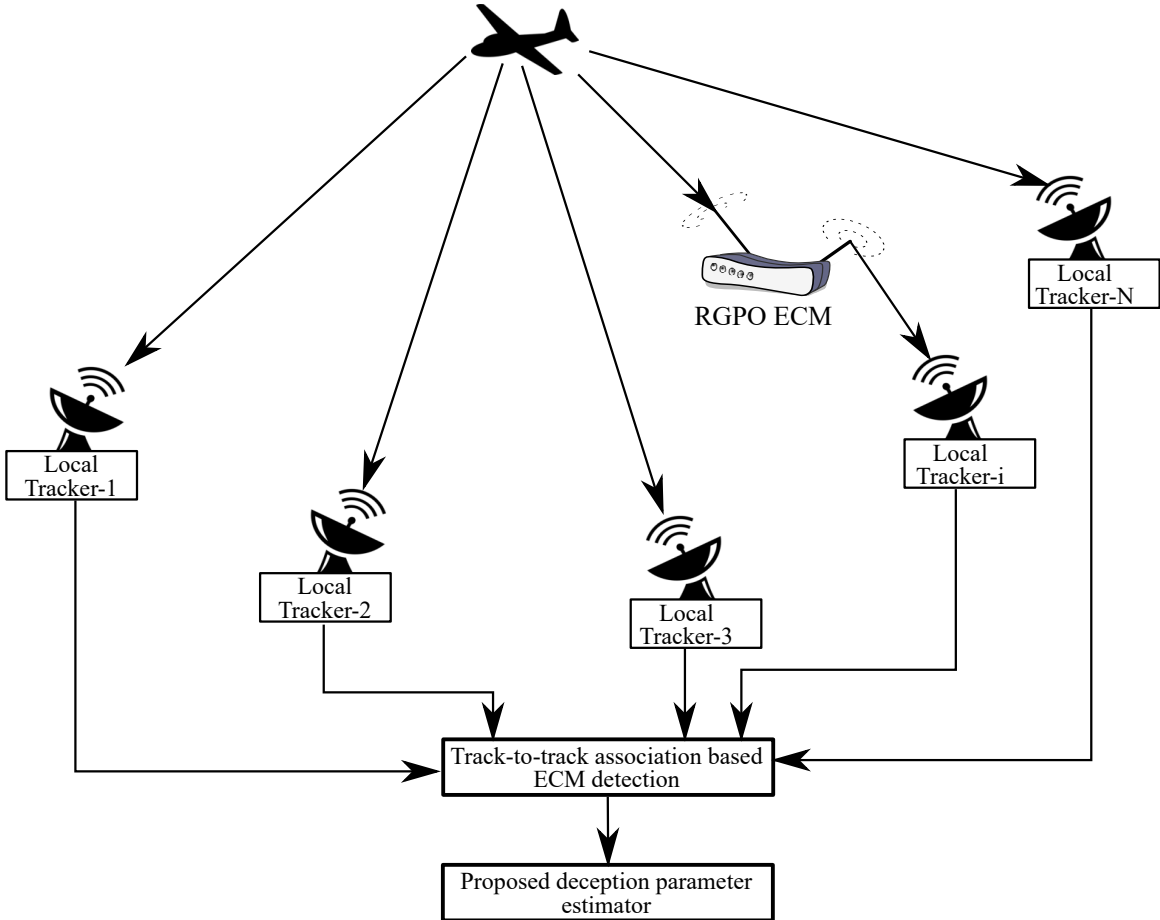 RGPO ECM
Local
Tracker-N
Local
Tracker-1
Local
Tracker-i
Local
Tracker-2
Local
Tracker-3
Track-to-track association based
ECM detection
Proposed deception parameter
estimator